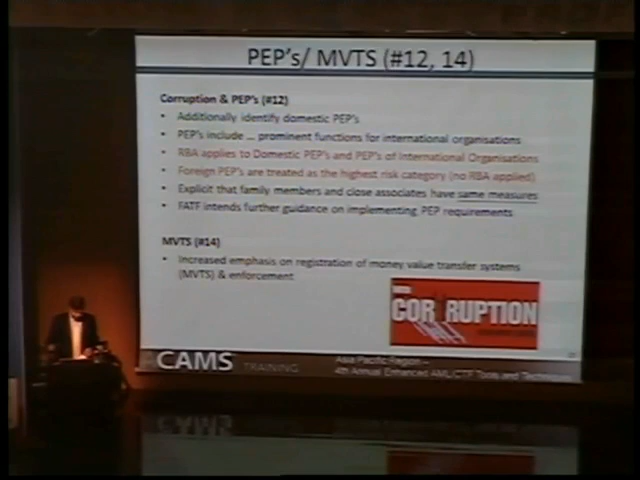 PEP's/ MVTS (#12, 14)
Corruption & PEP's (#12)
• Additionally identify domestic PEP's
• PEP's include ... prominent functions for international organisations
• RBA applies to Domestic PEP's and PEP's of International Organisations
• Foreign PEP's are treated as the highest risk category (no RBA applied)
• Explicit that family members and close associates have same measures
• FATF intends further guidance on implementing PEP requirements
MVTS (#14)
• Increased emphasis on registration of money value transfer systems
(MVTS) & enforcement
CORRUPTION
ACAMS TRAINING
Asia Pacific Region –
4th Annual Enhanced AML/CTF Tools and Techniques